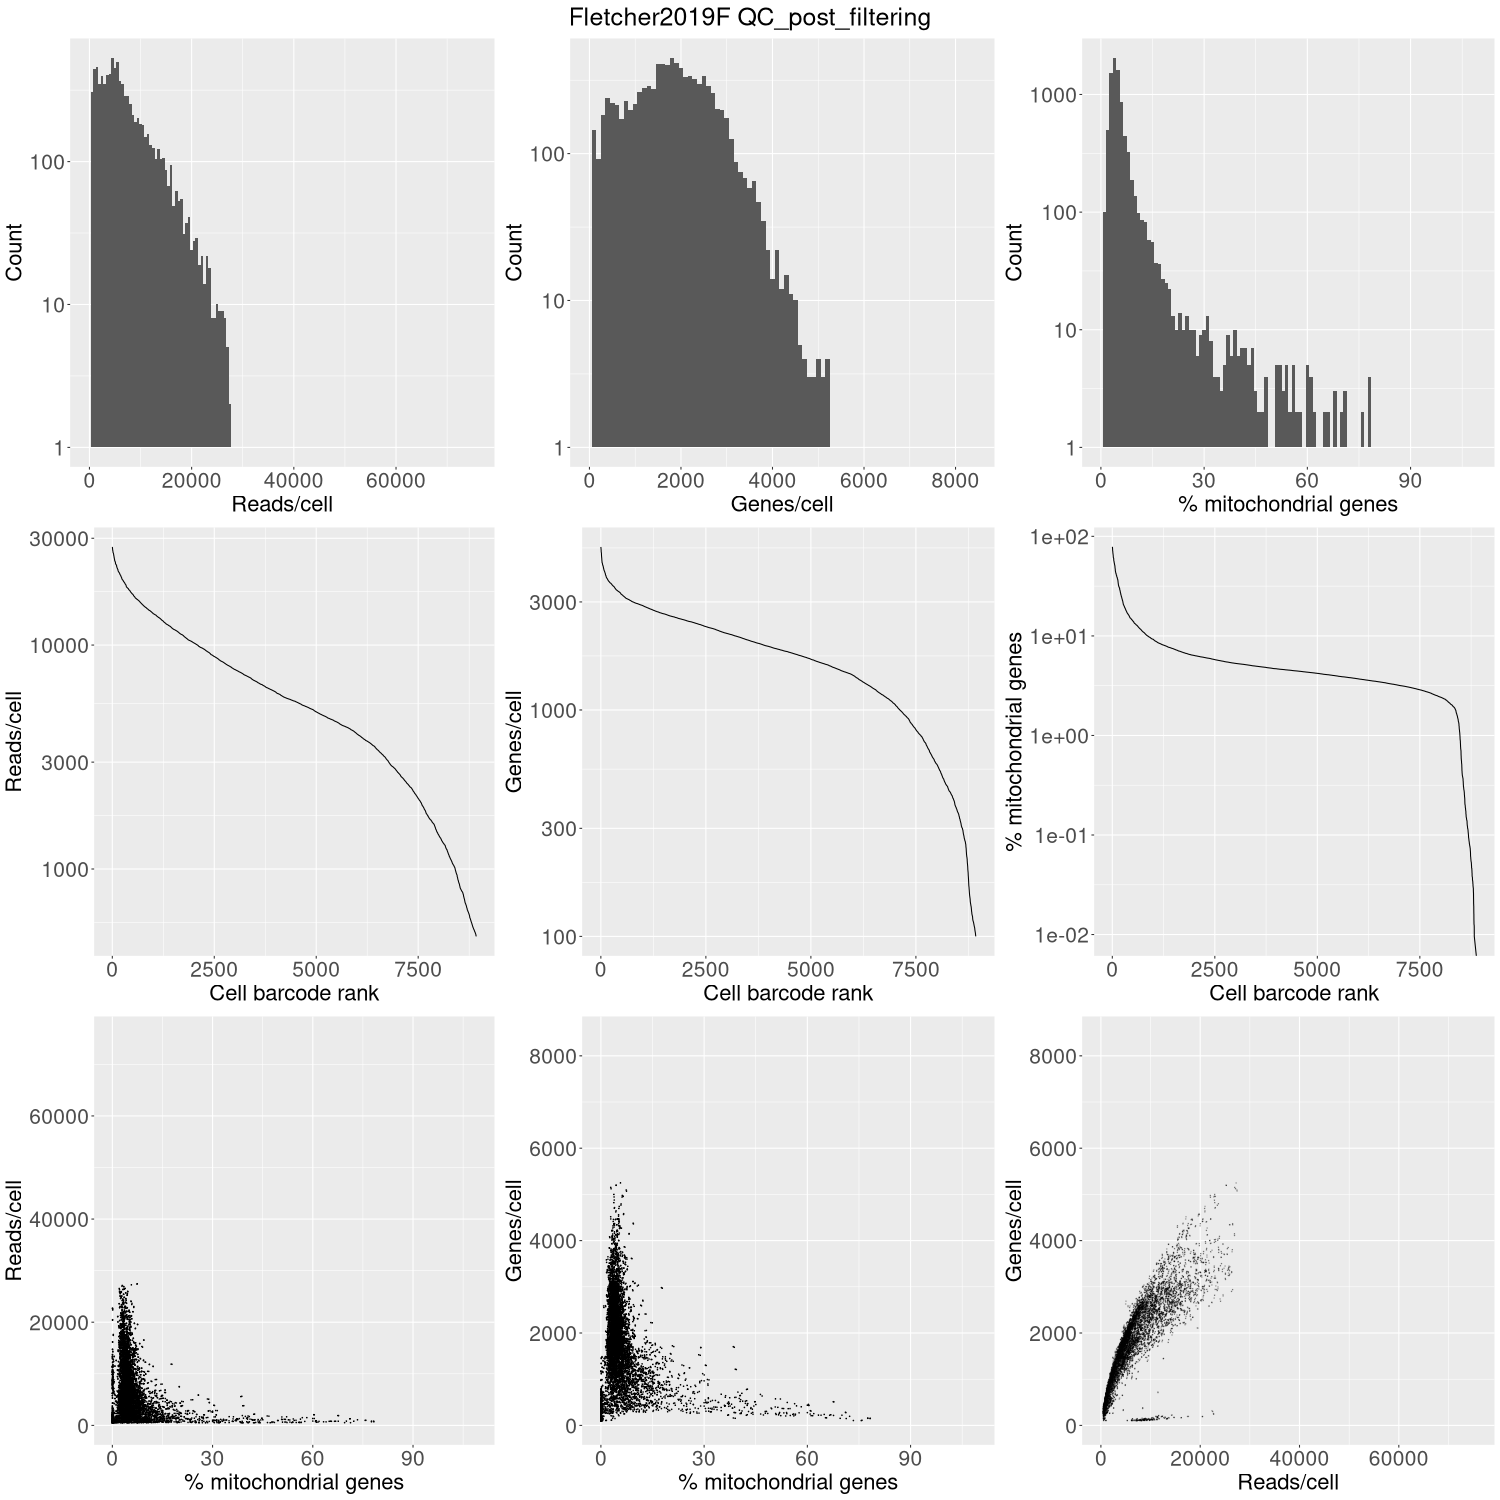 Fletcher2019F QC_post_filtering
Count
100
10
1
0 20000 40000 60000
Reads/cell
Count
100
10
1
0 2000 4000 6000 8000
Genes/cell
Count
1000
100
10
1
0 30 60 90
% mitochondrial genes
Reads/cell
30000
10000
3000
1000
0 2500 5000 7500
Cell barcode rank
Genes/cell
3000
1000
300
100
0 2500 5000 7500
Cell barcode rank
% mitochondrial genes
1e+02
1e+01
1e+00
1e-01
1e-02
0 2500 5000 7500
Cell barcode rank
Reads/cell
60000
40000
20000
0
0 30 60 90
% mitochondrial genes
Genes/cell
8000
6000
4000
2000
0
0 30 60 90
% mitochondrial genes
Genes/cell
8000
6000
4000
2000
0
0 20000 40000 60000
Reads/cell